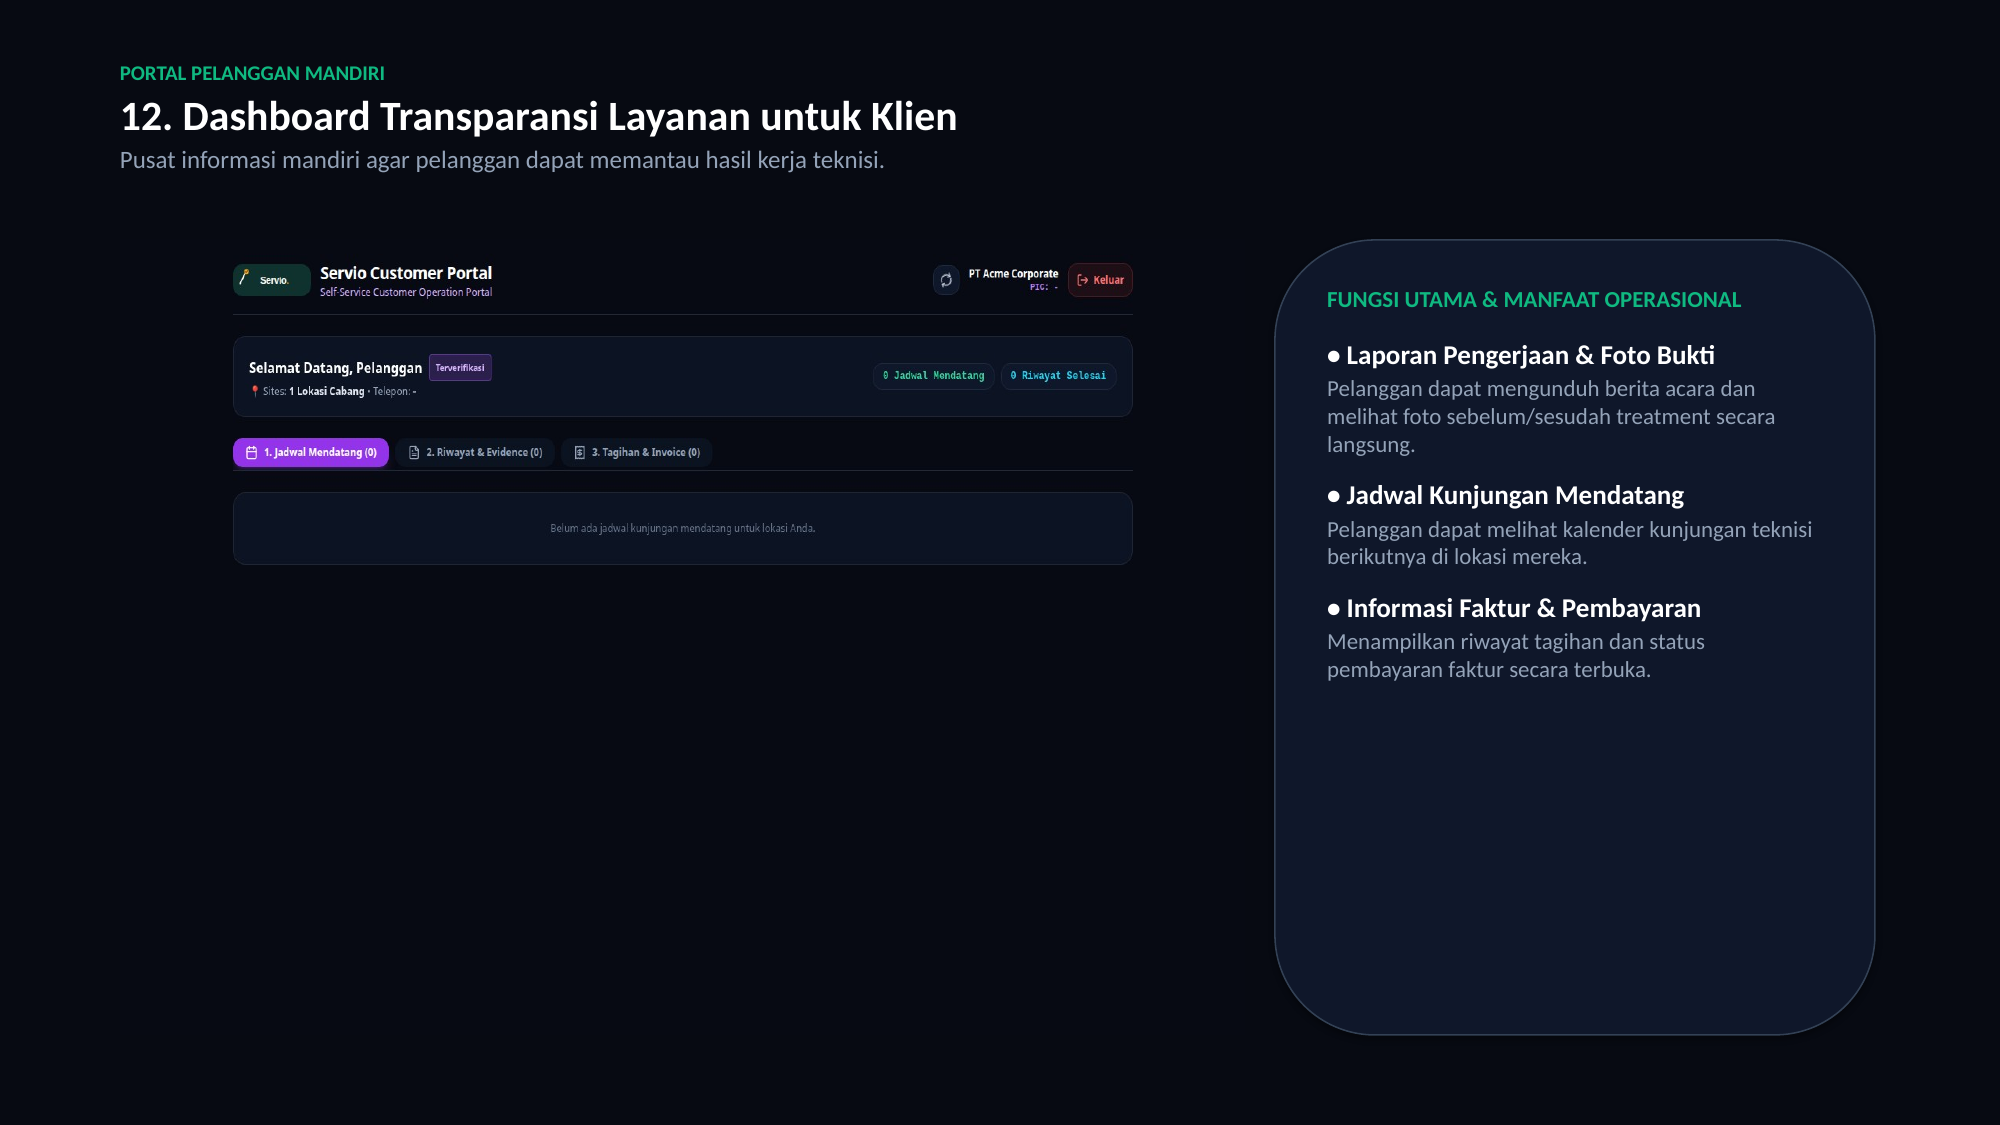 PORTAL PELANGGAN MANDIRI
12. Dashboard Transparansi Layanan untuk Klien
Pusat informasi mandiri agar pelanggan dapat memantau hasil kerja teknisi.
Servio.
Servio Customer Portal
Self-Service Customer Operation Portal
PT Acme Corporate
PIC: -
Keluar
Selamat Datang, Pelanggan
Terverifikasi
Sites: 1 Lokasi Cabang • Telepon: -
0 Jadwal Mendatang
0 Riwayat Selesai
1. Jadwal Mendatang (0)
2. Riwayat & Evidence (0)
3. Tagihan & Invoice (0)
Belum ada jadwal kunjungan mendatang untuk lokasi Anda.
FUNGSI UTAMA & MANFAAT OPERASIONAL
● Laporan Pengerjaan & Foto Bukti
Pelanggan dapat mengunduh berita acara dan
melihat foto sebelum/sesudah treatment secara
langsung.
● Jadwal Kunjungan Mendatang
Pelanggan dapat melihat kalender kunjungan teknisi
berikutnya di lokasi mereka.
● Informasi Faktur & Pembayaran
Menampilkan riwayat tagihan dan status
pembayaran faktur secara terbuka.